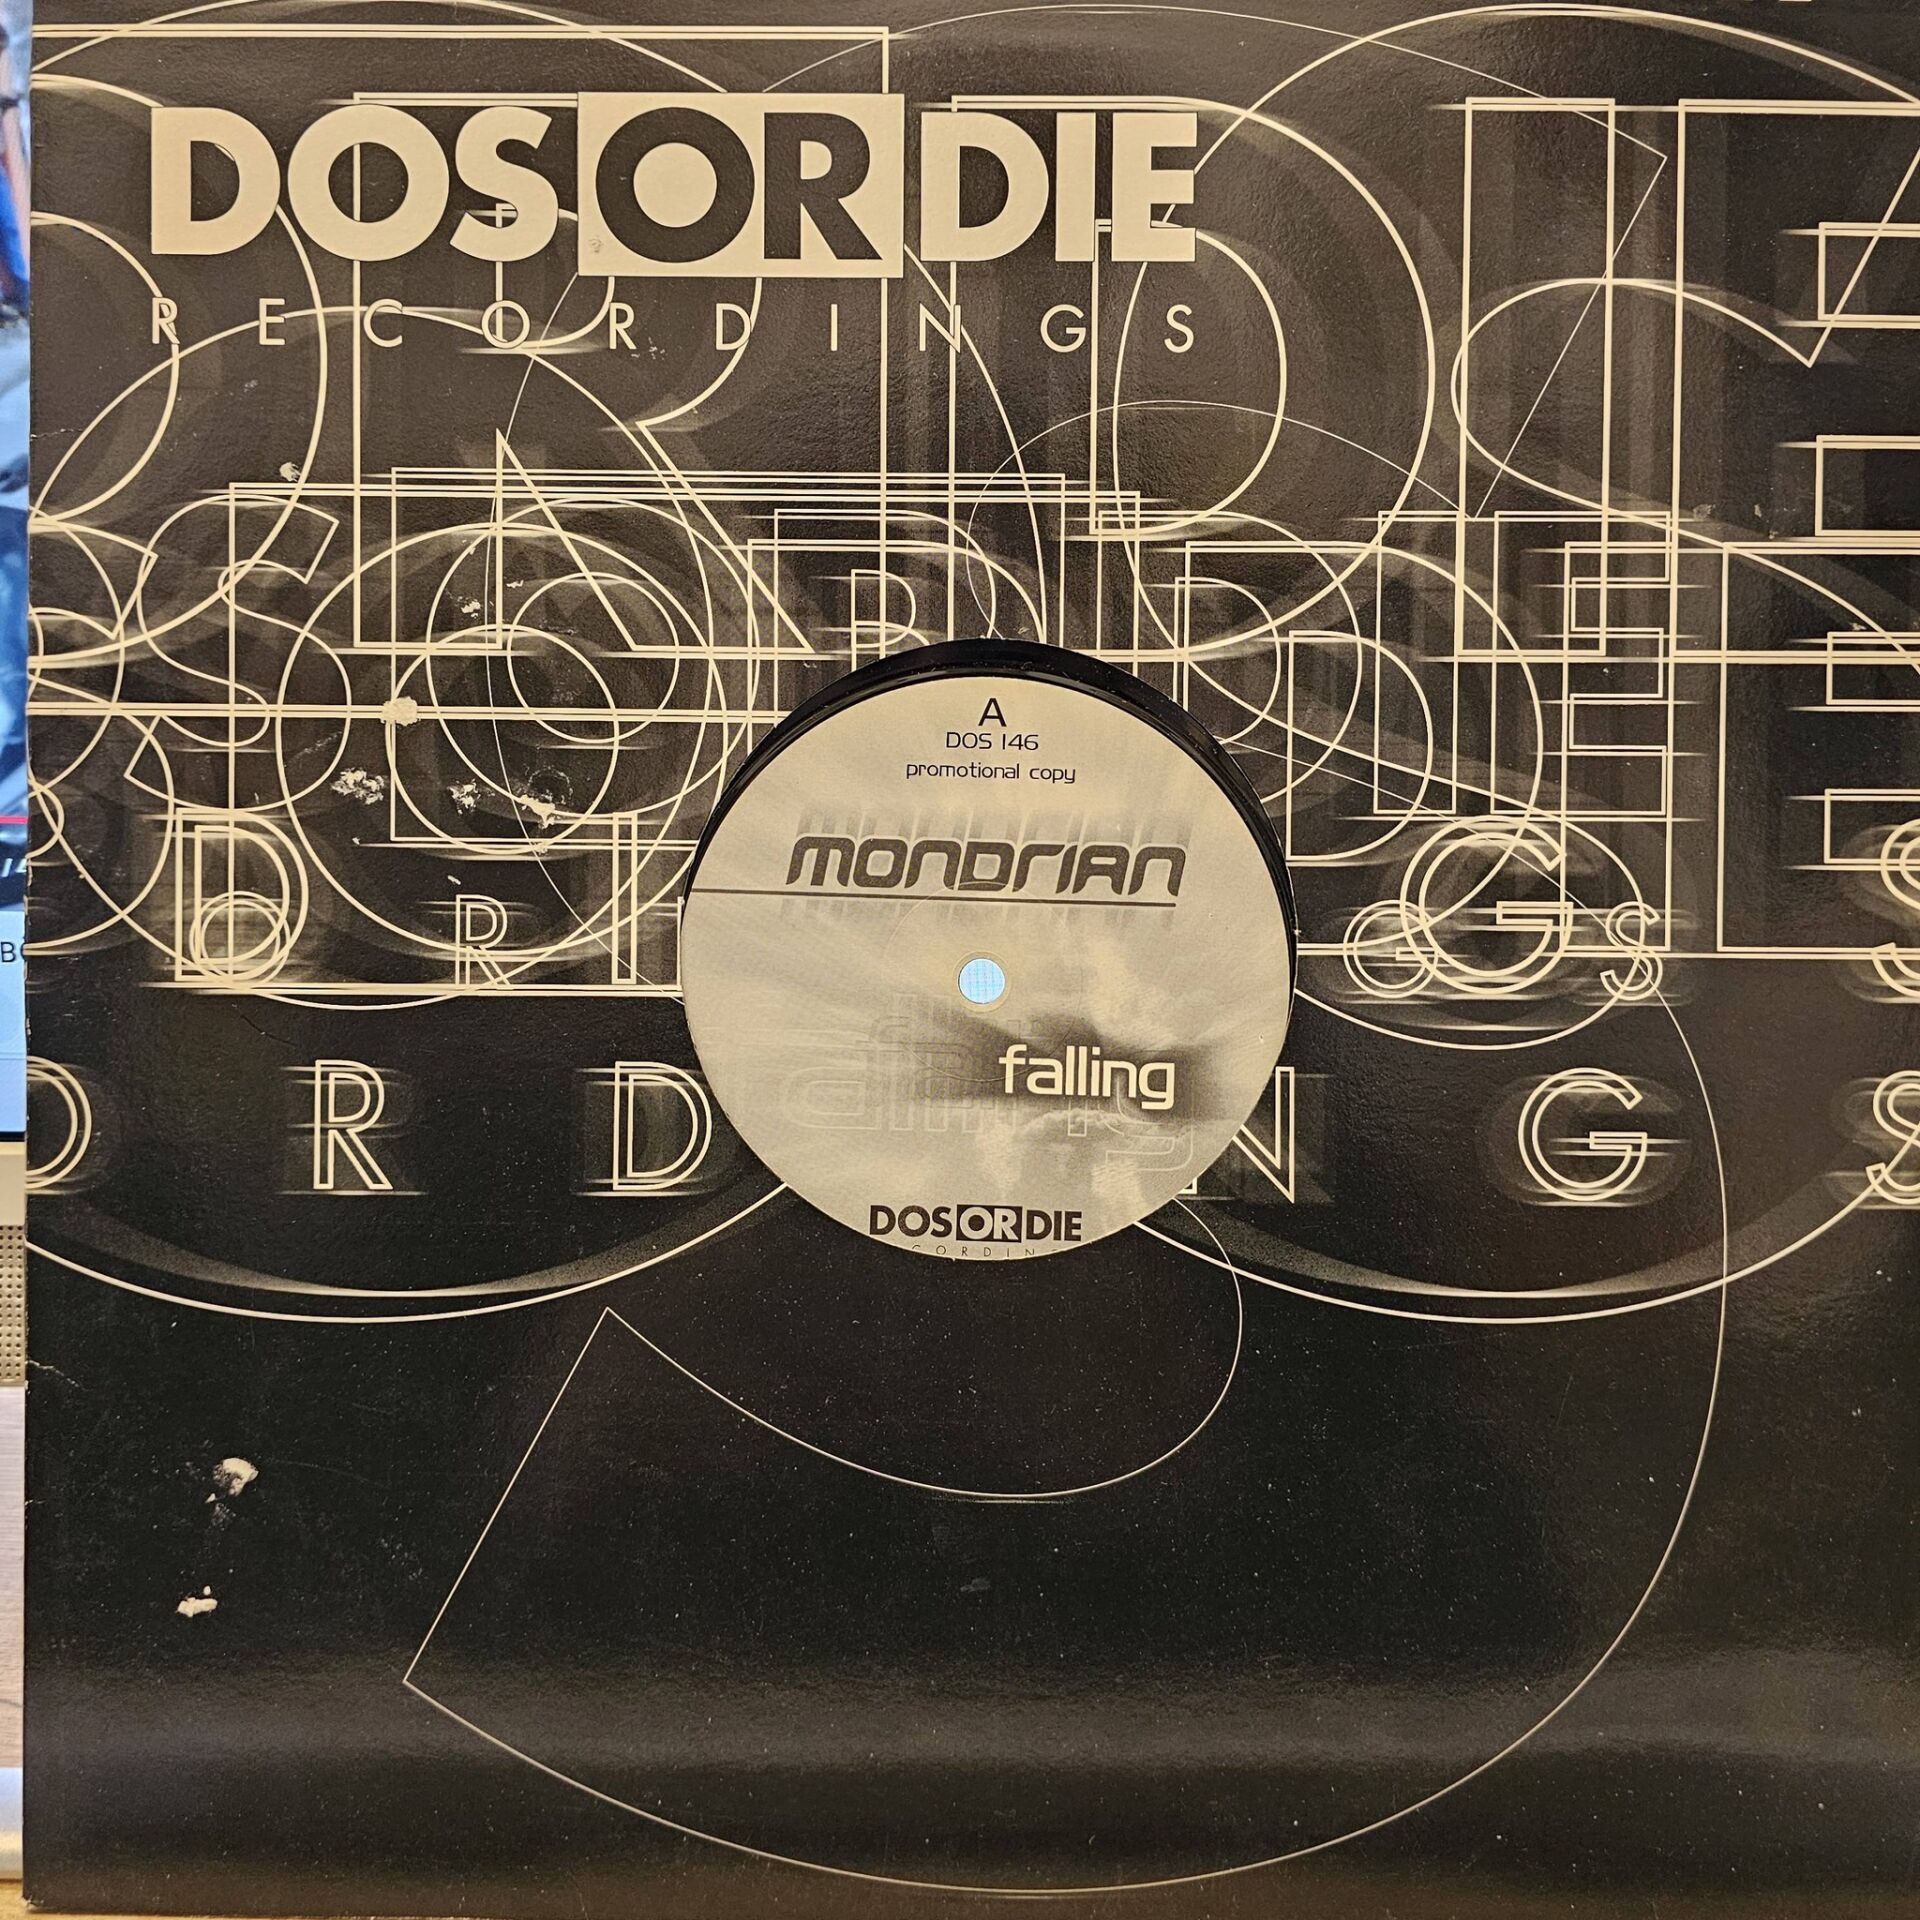 DOS OR DIE
RECORDINGS
A
DOS 146
promotional copy
mondrian
falling
DOS OR DIE